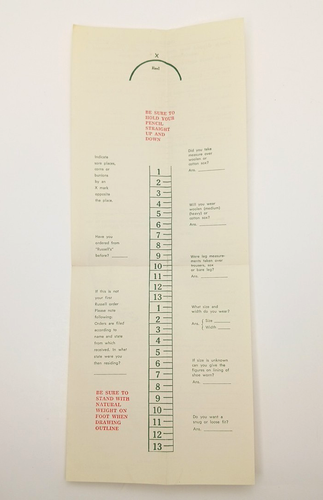 X
Heel
BE SURE TO
HOLD YOUR
PENCIL
STRAIGHT
UP AND
DOWN
Indicate
sore places,
corns or
bunions
by an
X mark
opposite
the place
Have you
ordered from
"Russell's"
before?
If this is not
your first
Russell order
Please note
following:
Orders are filed
according to
name and state
from which
received. In what
state were you
then residing?
BE SURE TO
STAND WITH
NATURAL
WEIGHT ON
FOOT WHEN
DRAWING
OUTLINE
1
2
3
4
5
6
7
8
9
10
11
12
13
1
2
3
4
5
6
7
8
9
10
11
12
13
Did you take
measure over
woolen or
cotton sox?
Ans.
Will you wear
woolen (medium)
(heavy) or
cotton sox?
Ans.
Were leg measure-
ments taken over
trousers, sox
or bare leg?
Ans.
What size and
width do you wear?
Ans. Size
Width
If size is unknown
can you give the
Figures on lining of
shoe worn?
Ans.
Do you want a
snug or loose fit?
Ans.